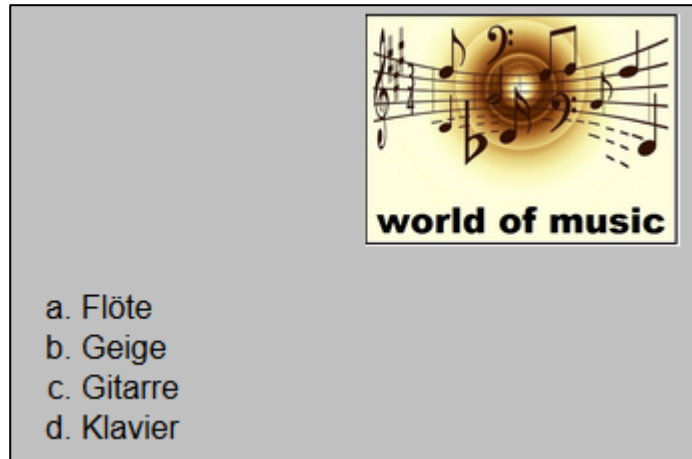 world of music
a. Flöte
b. Geige
c. Gitarre
d. Klavier